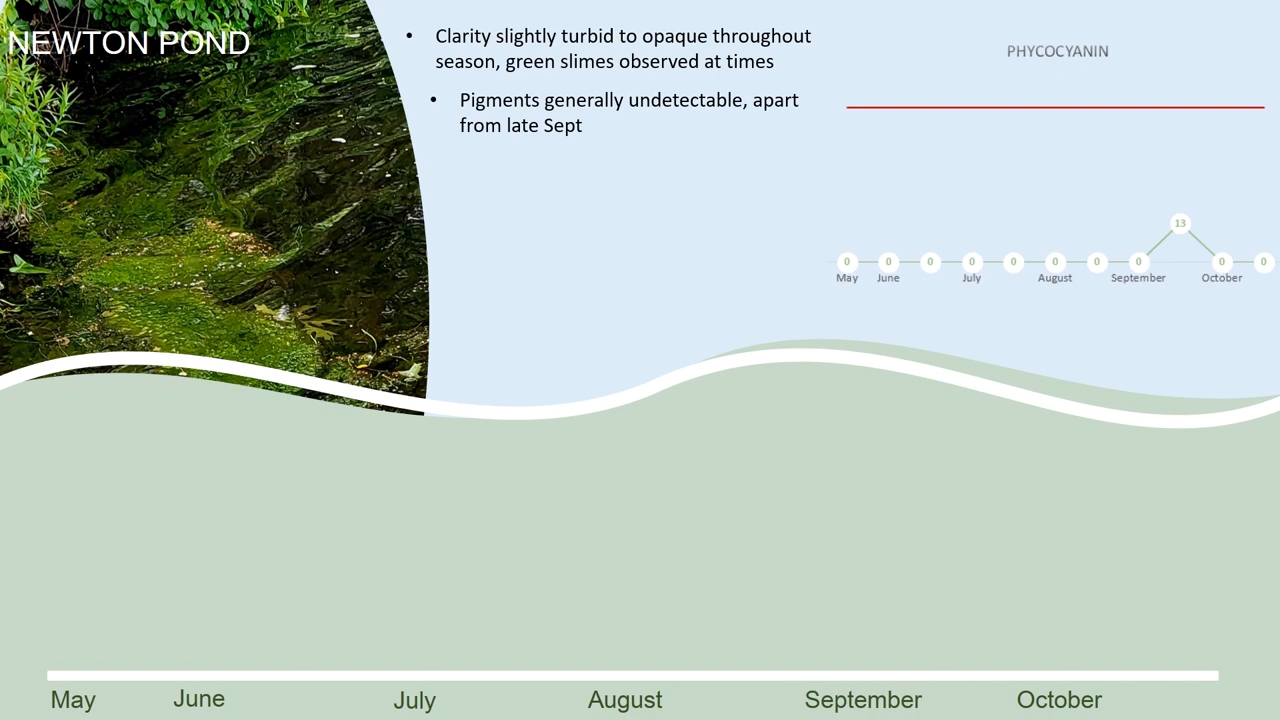 NEWTON POND
• Clarity slightly turbid to opaque throughout
season, green slimes observed at times
• Pigments generally undetectable, apart
from late Sept
PHYCOCYANIN
13
0 0 0 0 0 0 0 0 0 0
May June July August September October
May June July August September October